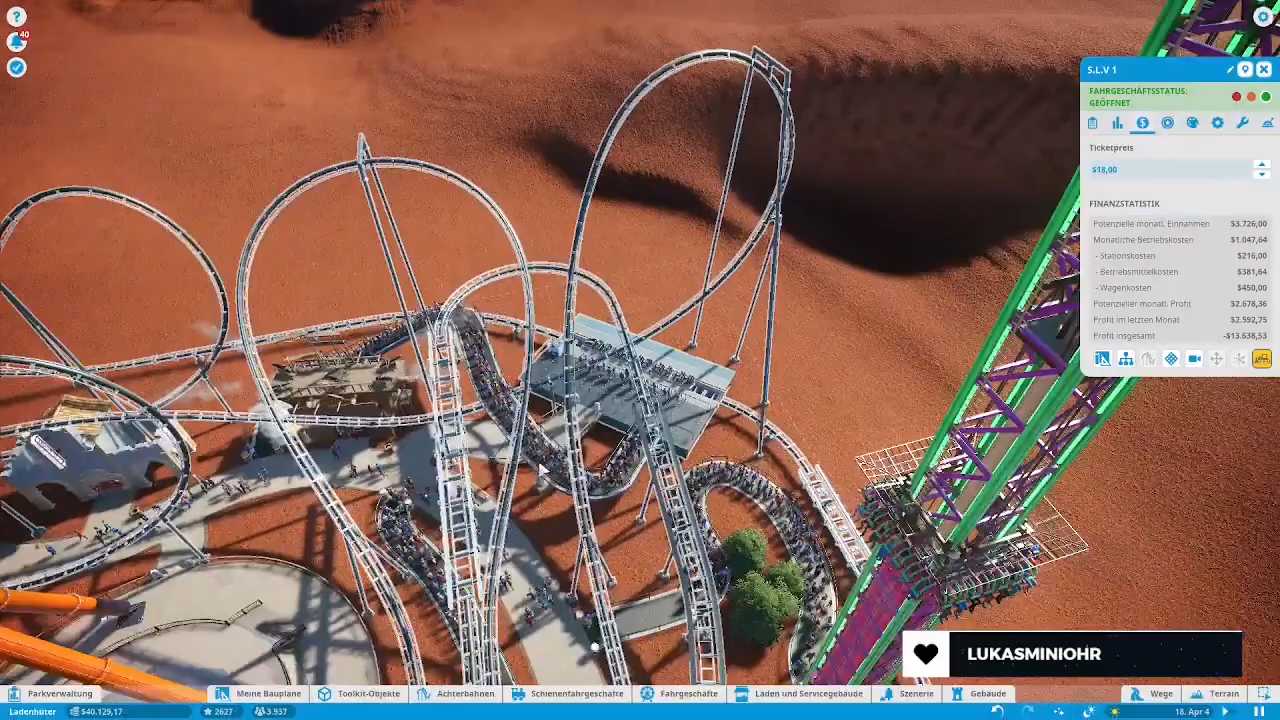 ?
40
S.L.V 1
FAHRGESCHÄFTSSTATUS:
GEÖFFNET
Ticketpreis
$18,00
FINANZSTATISTIK
Potenzielle monatl. Einnahmen $3.726,00
Monatliche Betriebskosten $1.047,64
- Stationskosten $216,00
- Betriebsmittelkosten $381,64
- Wagenkosten $450,00
Potenzieller monatl. Profit $2.678,36
Profit im letzten Monat $2.592,75
Profit insgesamt -$13.638,53
LUKASMINIOHR
Parkverwaltung Meine Baupläne Toolkit-Objekte Achterbahnen Schienenfahrgeschäfte Fahrgeschäfte Läden und Servicegebäude Szenerie Gebäude Wege Terrain
Ladenhüter $40.129,17 2627 3.937 18. Apr 4